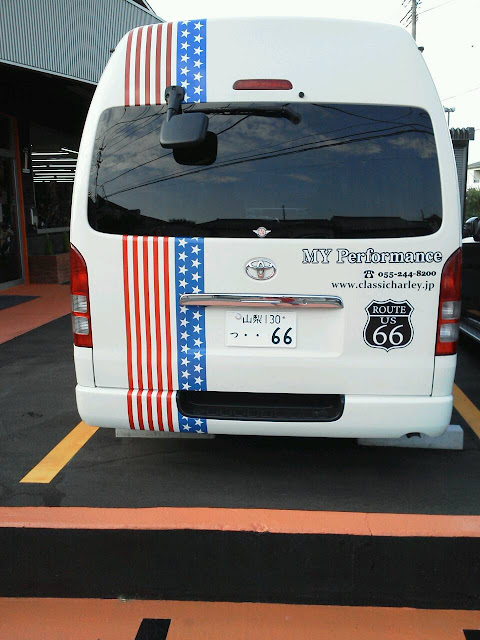 MY Performance
☎ 055-244-8200
www.classicharley.jp
山梨 130
つ ・・ 66
ROUTE
US
66